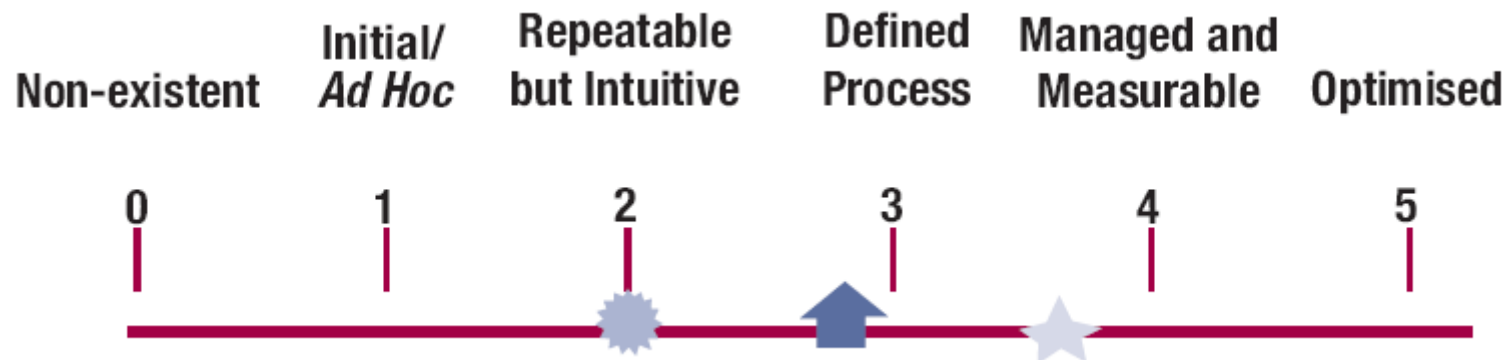 Non-existent
Initial/
Ad Hoc
Repeatable
but Intuitive
Defined
Process
Managed and
Measurable
Optimised
0 1 2 3 4 5